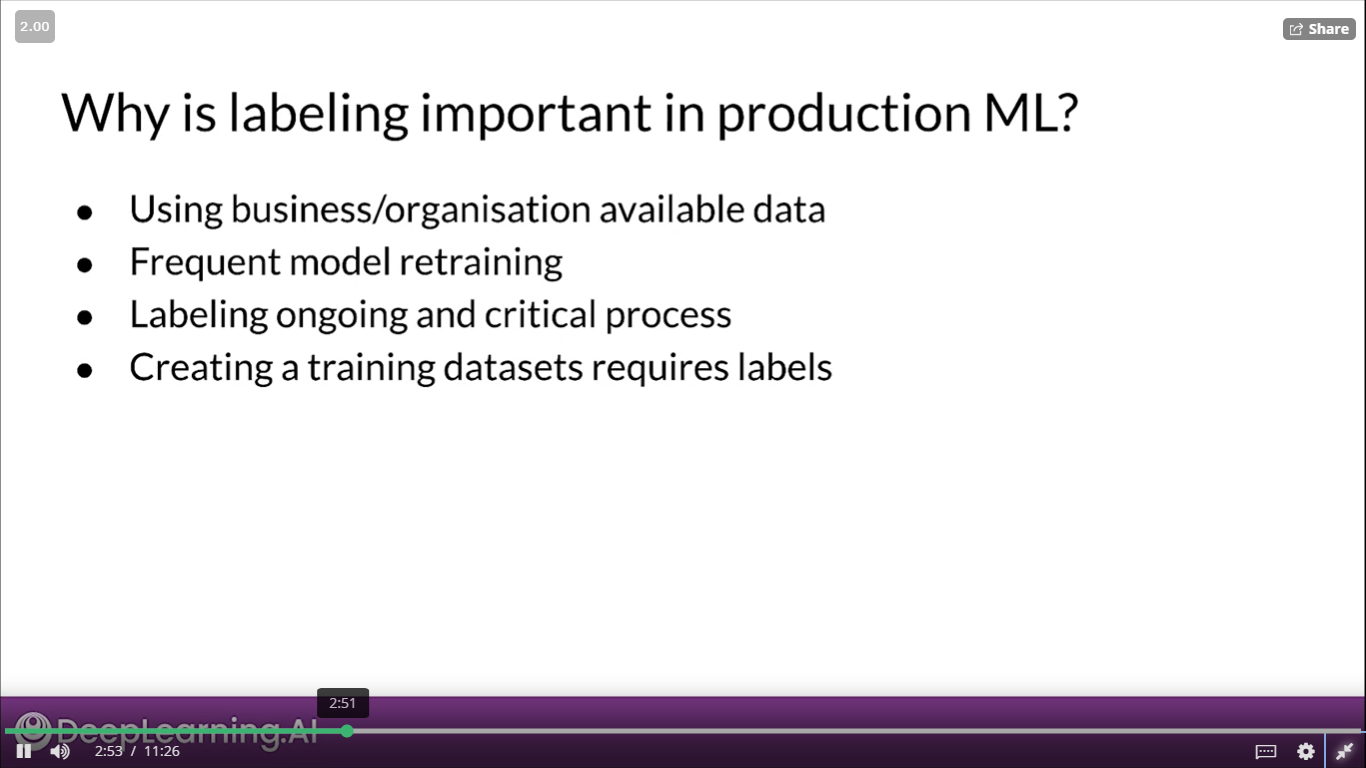 2.00
Share
Why is labeling important in production ML?
● Using business/organisation available data
● Frequent model retraining
● Labeling ongoing and critical process
● Creating a training datasets requires labels
2:51
DeepLearning.AI
2:53 / 11:26